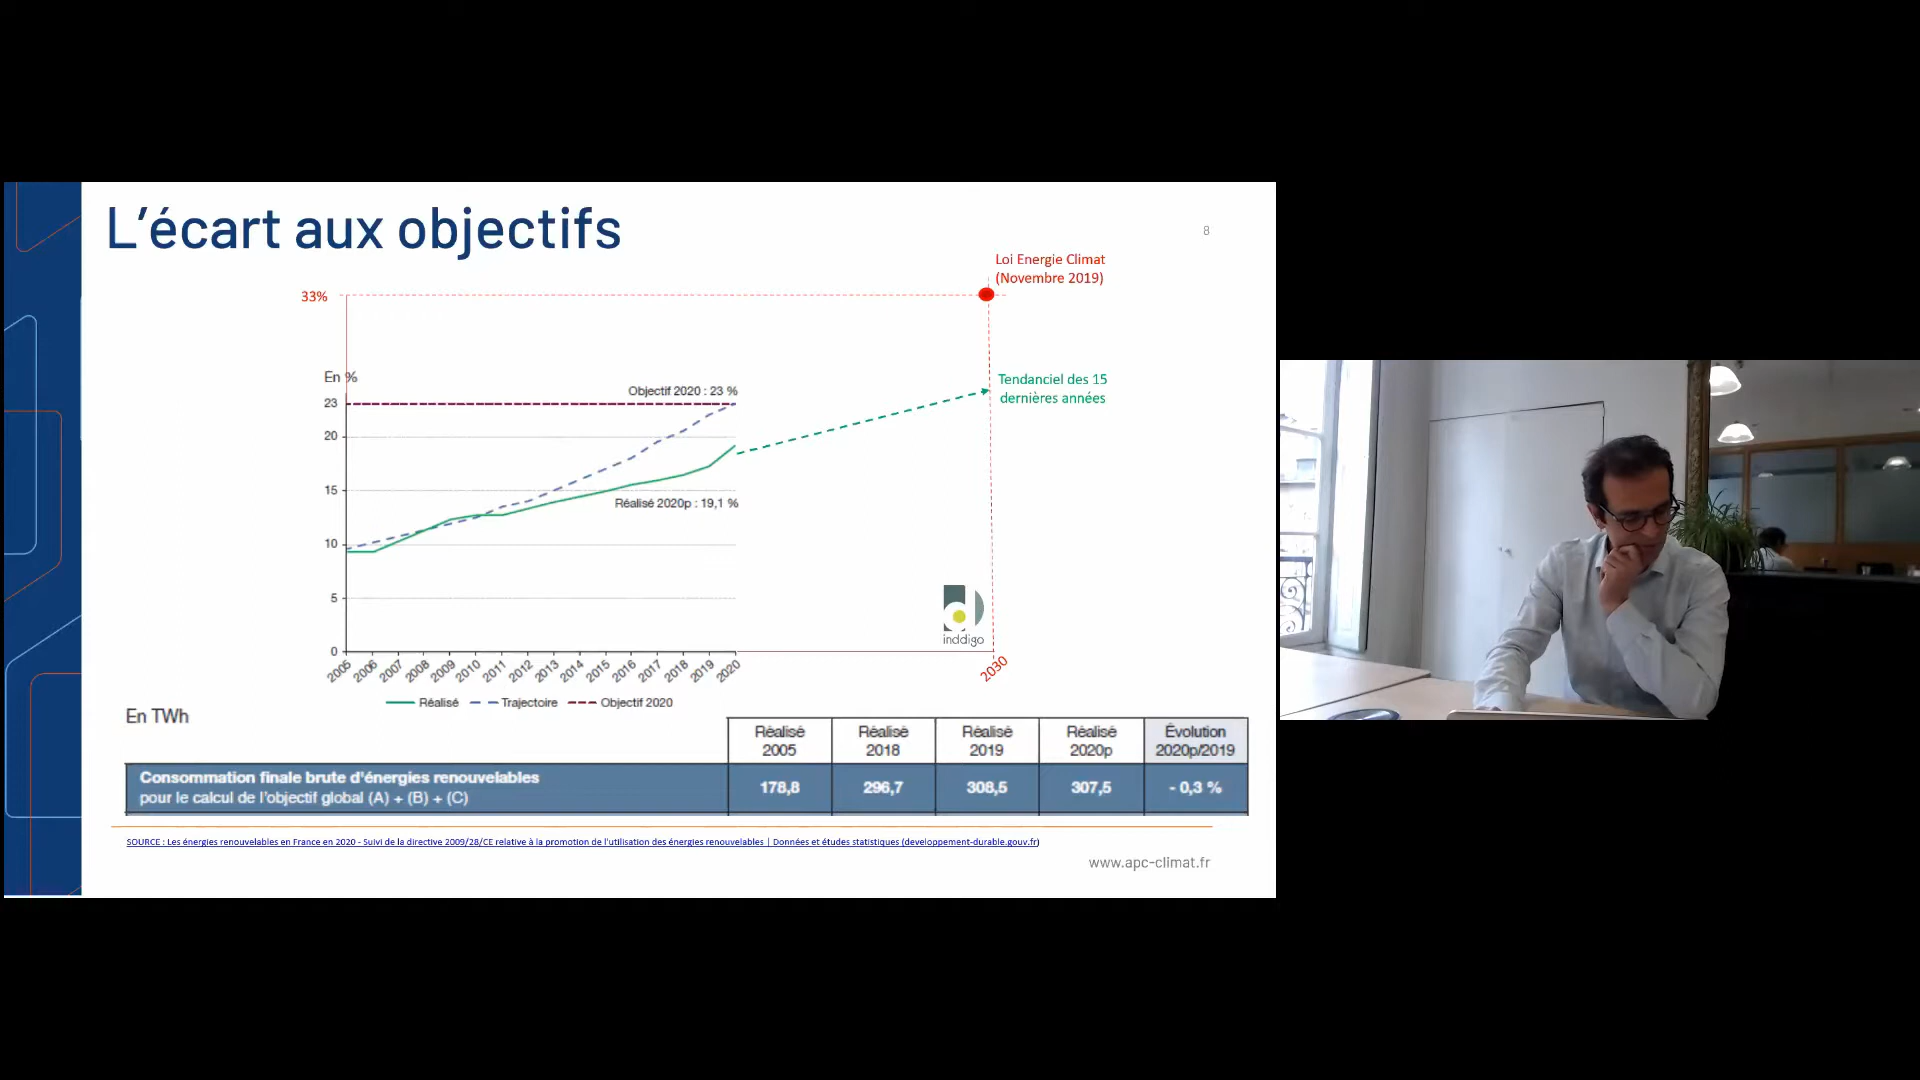 L'écart aux objectifs
8
Loi Energie Climat
(Novembre 2019)
33%
En %
Objectif 2020 : 23 %
Tendanciel des 15
dernières années
23
20
15
Réalisé 2020p : 19,1 %
10
5
0
inddigo
2005 2006 2007 2008 2009 2010 2011 2012 2013 2014 2015 2016 2017 2018 2019 2020
2030
Réalisé Trajectoire Objectif 2020
En TWh
Réalisé 2005 Réalisé 2018 Réalisé 2019 Réalisé 2020p Évolution 2020p/2019
Consommation finale brute d'énergies renouvelables
pour le calcul de l'objectif global (A) + (B) + (C)
178,8 296,7 308,5 307,5 - 0,3 %
SOURCE : Les énergies renouvelables en France en 2020 - Suivi de la directive 2009/28/CE relative à la promotion de l'utilisation des énergies renouvelables | Données et études statistiques (developpement-durable.gouv.fr)
www.apc-climat.fr